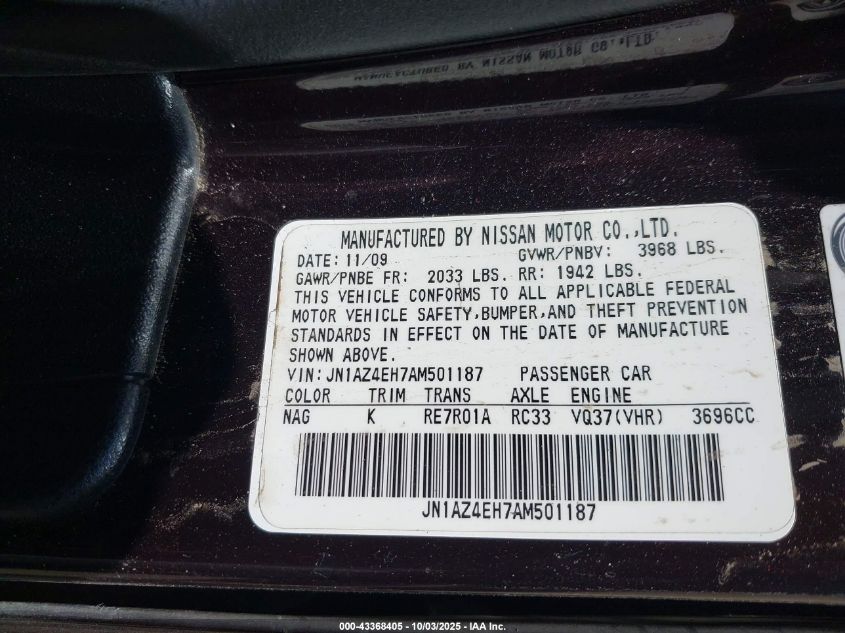 MANUFACTURED BY NISSAN MOTOR CO.,LTD.
DATE: 11/09 GVWR/PNBV: 3968 LBS.
GAWR/PNBE FR: 2033 LBS. RR: 1942 LBS.
THIS VEHICLE CONFORMS TO ALL APPLICABLE FEDERAL
MOTOR VEHICLE SAFETY,BUMPER,AND THEFT PREVENTION
STANDARDS IN EFFECT ON THE DATE OF MANUFACTURE
SHOWN ABOVE.
VIN:JN1AZ4EH7AM501187 PASSENGER CAR
COLOR TRIM TRANS AXLE ENGINE
NAG K RE7R01A RC33 VQ37(VHR) 3696CC
JN1AZ4EH7AM501187
000-43368405 - 10/03/2025 - IAA Inc.